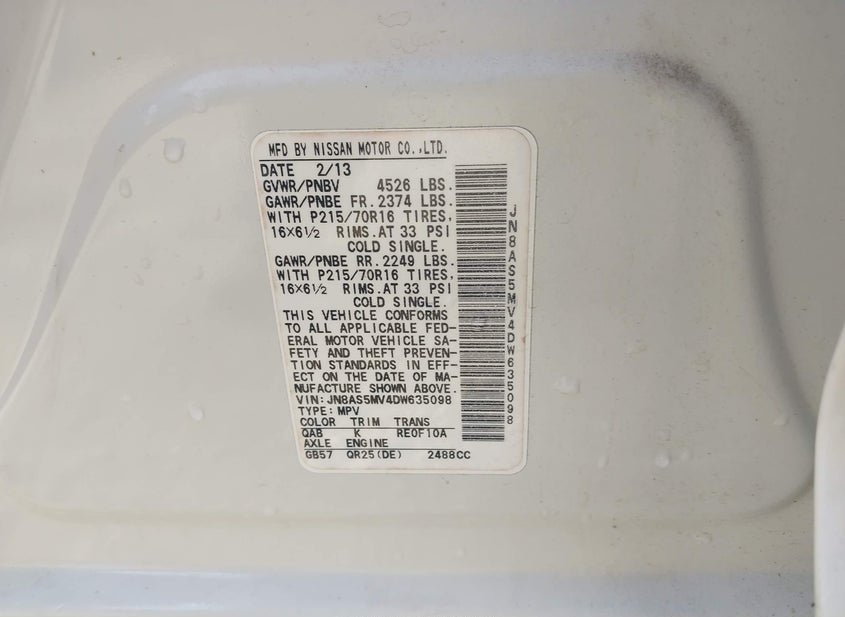 MFD BY NISSAN MOTOR CO.,LTD.
DATE 2/13
GVWR/PNBV 4526 LBS.
GAWR/PNBE FR.2374 LBS.
WITH P215/70R16 TIRES,
16×6½ RIMS.AT 33 PSI
COLD SINGLE.
GAWR/PNBE RR.2249 LBS.
WITH P215/70R16 TIRES,
16×6½ RIMS.AT 33 PSI
COLD SINGLE.
THIS VEHICLE CONFORMS
TO ALL APPLICABLE FED-
ERAL MOTOR VEHICLE SA-
FETY AND THEFT PREVEN-
TION STANDARDS IN EFF-
ECT ON THE DATE OF MA-
NUFACTURE SHOWN ABOVE.
VIN:JN8AS5MV4DW635098
TYPE:MPV
COLOR TRIM TRANS
QAB K RE0F10A
AXLE ENGINE
GB57 QR25(DE) 2488CC
JN8AS5MV4DW635098